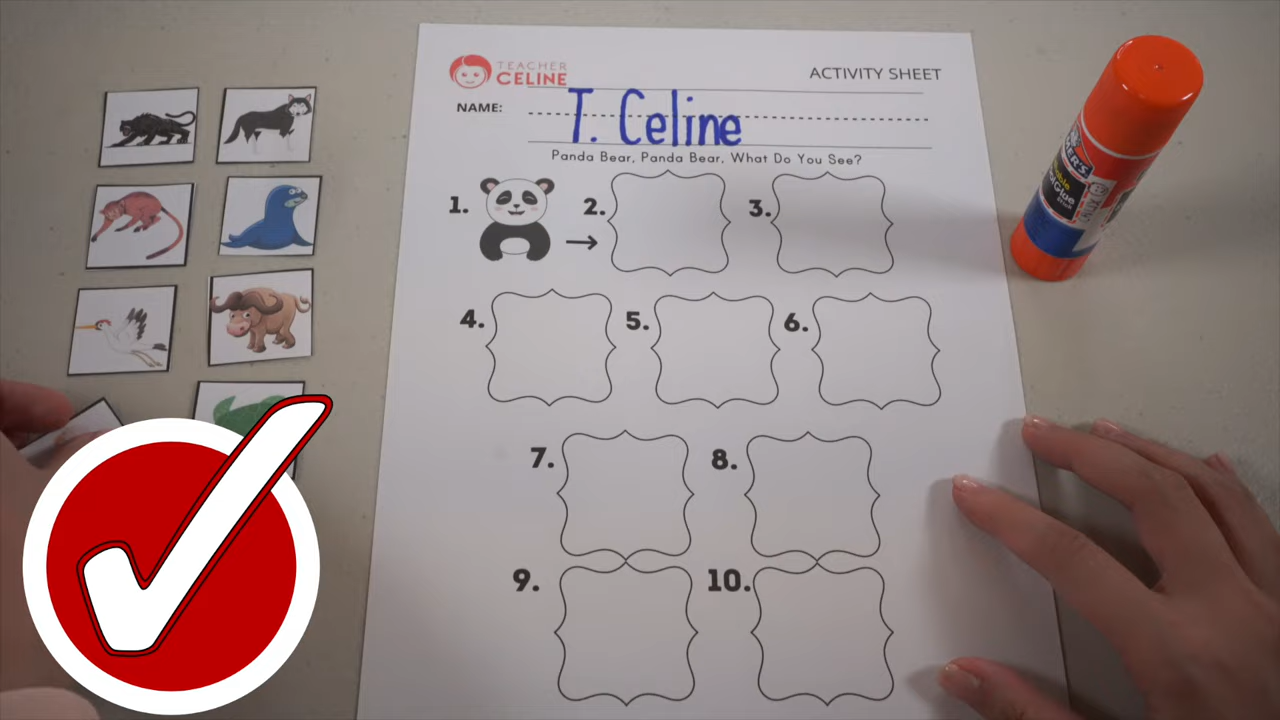 TEACHER
CELINE
ACTIVITY SHEET
NAME: T. Celine
Panda Bear, Panda Bear, What Do You See?
1. 2. 3.
4. 5. 6.
7. 8.
9. 10.